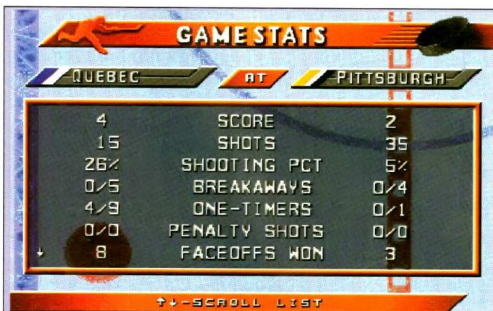 GAME STATS
QUEBEC AT PITTSBURGH
4 SCORE 2
15 SHOTS 35
26% SHOOTING PCT 5%
0/5 BREAKAWAYS 0/4
4/9 ONE-TIMERS 0/1
0/0 PENALTY SHOTS 0/0
↓ 8 FACEOFFS WON 3
↑↓-SCROLL LIST